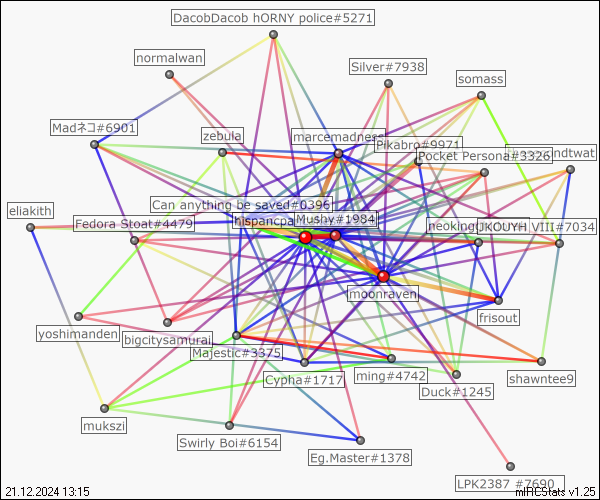 DacobDacob hORNY police#5271
normalwan
Silver#7938
somass
Madネコ#6901
zebula
marcemadness
Pikabro#9971
Pocket Persona#3326
ndtwat
Can anything be saved#0396
eliakith
Fedora Stoat#4479
hispancpa
Mushy#1984
neoking
JKOUYH_VIII#7034
moonraven
frisout
yoshimanden
bigcitysamurai
Majestic#3375
Cypha#1717
ming#4742
Duck#1245
shawntee9
mukszi
Swirly Boi#6154
Eg.Master#1378
LPK2387 #7690
21.12.2024 13:15
mIRCStats v1.25